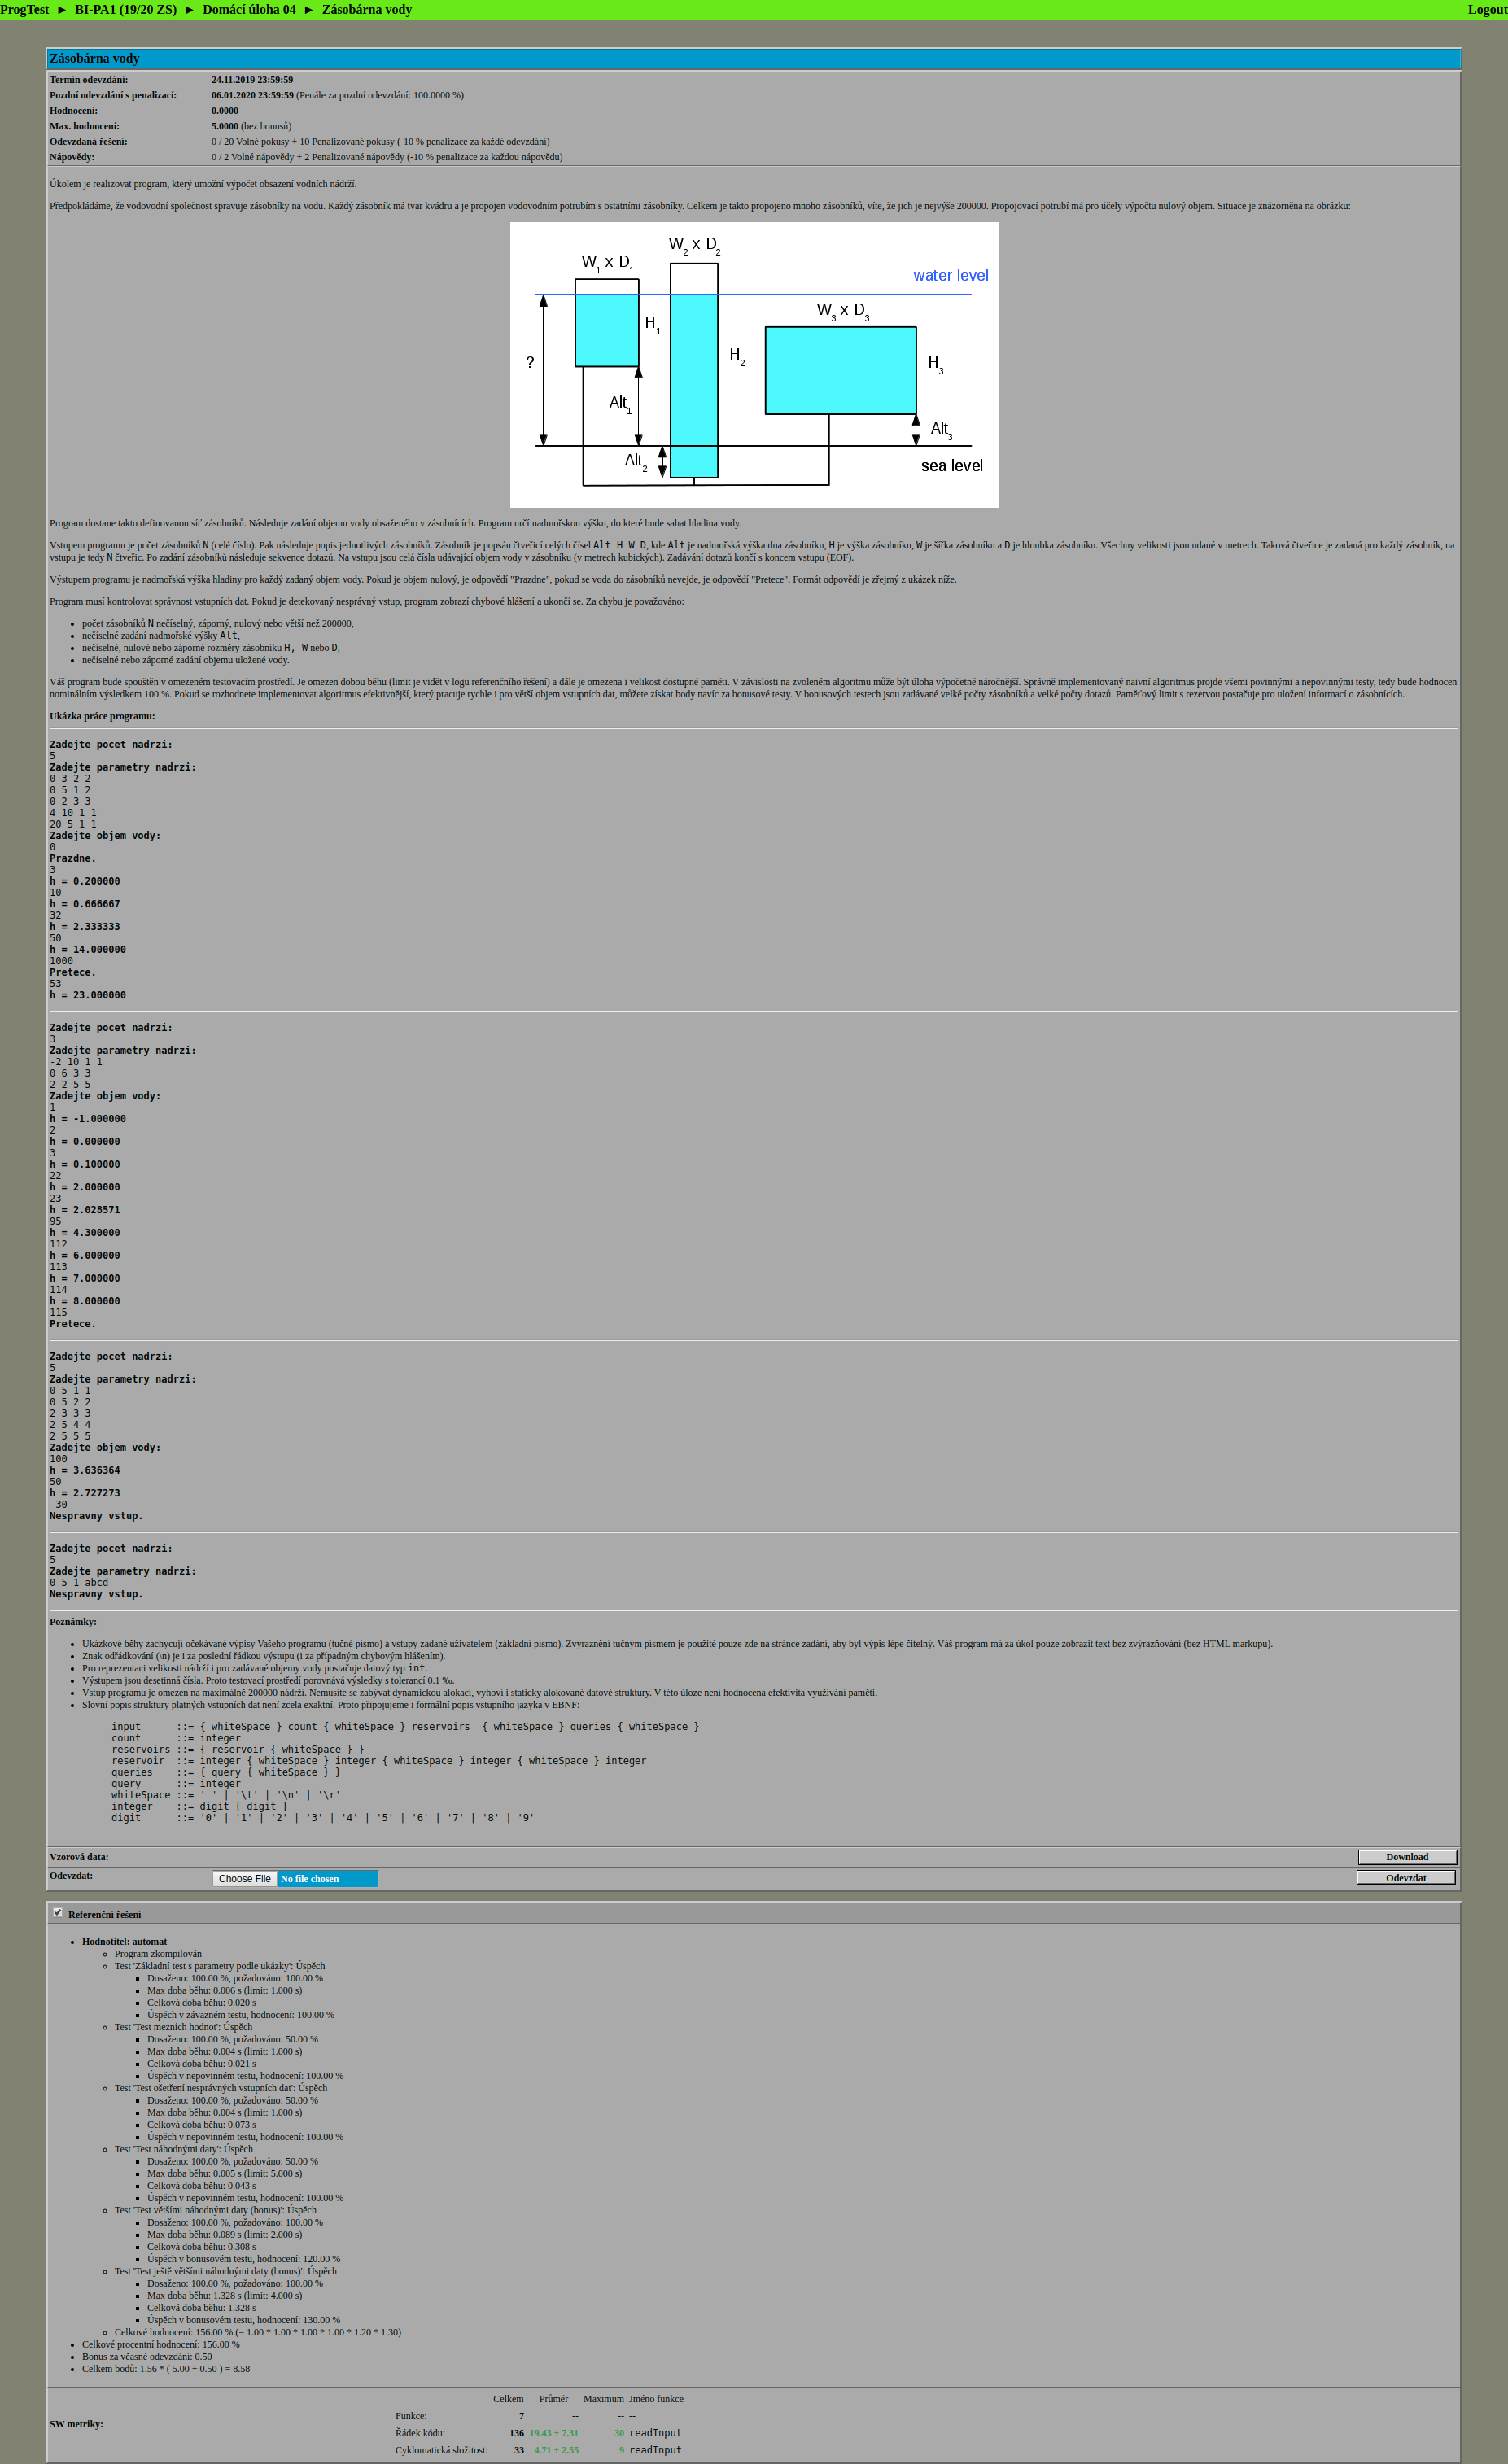 ProgTest ► BI-PA1 (19/20 ZS) ► Domácí úloha 04 ► Zásobárna vody Logout
Zásobárna vody
Termín odevzdání: 24.11.2019 23:59:59
Pozdní odevzdání s penalizací: 06.01.2020 23:59:59 (Penále za pozdní odevzdání: 100.0000 %)
Hodnocení: 0.0000
Max. hodnocení: 5.0000 (bez bonusů)
Odevzdaná řešení: 0 / 20 Volné pokusy + 10 Penalizované pokusy (-10 % penalizace za každé odevzdání)
Nápovědy: 0 / 2 Volné nápovědy + 2 Penalizované nápovědy (-10 % penalizace za každou nápovědu)
Úkolem je realizovat program, který umožní výpočet obsazení vodních nádrží.
Předpokládáme, že vodovodní společnost spravuje zásobníky na vodu. Každý zásobník má tvar kvádru a je propojen vodovodním potrubím s ostatními zásobníky. Celkem je takto propojeno mnoho zásobníků, víte, že jich je nejvýše 200000. Propojovací potrubí má pro účely výpočtu nulový objem. Situace je znázorněna na obrázku:
W2 x D2
W1 x D1
water level
W3 x D3
H1
H2
H3
?
Alt1
Alt3
Alt2
sea level
Program dostane takto definovanou síť zásobníků. Následuje zadání objemu vody obsaženého v zásobnících. Program určí nadmořskou výšku, do které bude sahat hladina vody.
Vstupem programu je počet zásobníků N (celé číslo). Pak následuje popis jednotlivých zásobníků. Zásobník je popsán čtveřicí celých čísel Alt H W D, kde Alt je nadmořská výška dna zásobníku, H je výška zásobníku, W je šířka zásobníku a D je hloubka zásobníku. Všechny velikosti jsou udané v metrech. Taková čtveřice je zadaná pro každý zásobník, na
vstupu je tedy N čtveřic. Po zadání zásobníků následuje sekvence dotazů. Na vstupu jsou celá čísla udávající objem vody v zásobníku (v metrech kubických). Zadávání dotazů končí s koncem vstupu (EOF).
Výstupem programu je nadmořská výška hladiny pro každý zadaný objem vody. Pokud je objem nulový, je odpovědí "Prazdne", pokud se voda do zásobníků nevejde, je odpovědí "Pretece". Formát odpovědí je zřejmý z ukázek níže.
Program musí kontrolovat správnost vstupních dat. Pokud je detekovaný nesprávný vstup, program zobrazí chybové hlášení a ukončí se. Za chybu je považováno:
• počet zásobníků N nečíselný, záporný, nulový nebo větší než 200000,
• nečíselné zadání nadmořské výšky Alt,
• nečíselné, nulové nebo záporné rozměry zásobníku H, W nebo D,
• nečíselné nebo záporné zadání objemu uložené vody.
Váš program bude spouštěn v omezeném testovacím prostředí. Je omezen dobou běhu (limit je vidět v logu referenčního řešení) a dále je omezena i velikost dostupné paměti. V závislosti na zvoleném algoritmu může být úloha výpočetně náročnější. Správně implementovaný naivní algoritmus projde všemi povinnými a nepovinnými testy, tedy bude hodnocen
nominálním výsledkem 100 %. Pokud se rozhodnete implementovat algoritmus efektivnější, který pracuje rychle i pro větší objem vstupních dat, můžete získat body navíc za bonusové testy. V bonusových testech jsou zadávané velké počty zásobníků a velké počty dotazů. Paměťový limit s rezervou postačuje pro uložení informací o zásobnících.
Ukázka práce programu:
Zadejte pocet nadrzi:
5
Zadejte parametry nadrzi:
0 3 2 2
0 5 1 2
0 2 3 3
4 10 1 1
20 5 1 1
Zadejte objem vody:
0
Prazdne.
3
h = 0.200000
10
h = 0.666667
32
h = 2.333333
50
h = 14.000000
1000
Pretece.
53
h = 23.000000
Zadejte pocet nadrzi:
3
Zadejte parametry nadrzi:
-2 10 1 1
0 6 3 3
2 2 5 5
Zadejte objem vody:
1
h = -1.000000
2
h = 0.000000
3
h = 0.100000
22
h = 2.000000
23
h = 2.028571
95
h = 4.300000
112
h = 6.000000
113
h = 7.000000
114
h = 8.000000
115
Pretece.
Zadejte pocet nadrzi:
5
Zadejte parametry nadrzi:
0 5 1 1
0 5 2 2
2 3 3 3
2 5 4 4
2 5 5 5
Zadejte objem vody:
100
h = 3.636364
50
h = 2.727273
-30
Nespravny vstup.
Zadejte pocet nadrzi:
5
Zadejte parametry nadrzi:
0 5 1 abcd
Nespravny vstup.
Poznámky:
• Ukázkové běhy zachycují očekávané výpisy Vašeho programu (tučné písmo) a vstupy zadané uživatelem (základní písmo). Zvýraznění tučným písmem je použité pouze zde na stránce zadání, aby byl výpis lépe čitelný. Váš program má za úkol pouze zobrazit text bez zvýrazňování (bez HTML markupu).
• Znak odřádkování (\n) je i za poslední řádkou výstupu (i za případným chybovým hlášením).
• Pro reprezentaci velikosti nádrží i pro zadávané objemy vody postačuje datový typ int.
• Výstupem jsou desetinná čísla. Proto testovací prostředí porovnává výsledky s tolerancí 0.1 ‰.
• Vstup programu je omezen na maximálně 200000 nádrží. Nemusíte se zabývat dynamickou alokací, vyhoví i staticky alokované datové struktury. V této úloze není hodnocena efektivita využívání paměti.
• Slovní popis struktury platných vstupních dat není zcela exaktní. Proto připojujeme i formální popis vstupního jazyka v EBNF:
input ::= { whiteSpace } count { whiteSpace } reservoirs { whiteSpace } queries { whiteSpace }
count ::= integer
reservoirs ::= { reservoir { whiteSpace } }
reservoir ::= integer { whiteSpace } integer { whiteSpace } integer { whiteSpace } integer
queries ::= { query { whiteSpace } }
query ::= integer
whiteSpace ::= ' ' | '\t' | '\n' | '\r'
integer ::= digit { digit }
digit ::= '0' | '1' | '2' | '3' | '4' | '5' | '6' | '7' | '8' | '9'
Vzorová data: Download
Odevzdat: Choose File No file chosen Odevzdat
Referenční řešení
• Hodnotitel: automat
Program zkompilován
Test 'Základní test s parametry podle ukázky': Úspěch
Dosaženo: 100.00 %, požadováno: 100.00 %
Max doba běhu: 0.006 s (limit: 1.000 s)
Celková doba běhu: 0.020 s
Úspěch v závazném testu, hodnocení: 100.00 %
Test 'Test mezních hodnot': Úspěch
Dosaženo: 100.00 %, požadováno: 50.00 %
Max doba běhu: 0.004 s (limit: 1.000 s)
Celková doba běhu: 0.021 s
Úspěch v nepovinném testu, hodnocení: 100.00 %
Test 'Test ošetření nesprávných vstupních dat': Úspěch
Dosaženo: 100.00 %, požadováno: 50.00 %
Max doba běhu: 0.004 s (limit: 1.000 s)
Celková doba běhu: 0.073 s
Úspěch v nepovinném testu, hodnocení: 100.00 %
Test 'Test náhodnými daty': Úspěch
Dosaženo: 100.00 %, požadováno: 50.00 %
Max doba běhu: 0.005 s (limit: 5.000 s)
Celková doba běhu: 0.043 s
Úspěch v nepovinném testu, hodnocení: 100.00 %
Test 'Test většími náhodnými daty (bonus)': Úspěch
Dosaženo: 100.00 %, požadováno: 100.00 %
Max doba běhu: 0.089 s (limit: 2.000 s)
Celková doba běhu: 0.308 s
Úspěch v bonusovém testu, hodnocení: 120.00 %
Test 'Test ještě většími náhodnými daty (bonus)': Úspěch
Dosaženo: 100.00 %, požadováno: 100.00 %
Max doba běhu: 1.328 s (limit: 4.000 s)
Celková doba běhu: 1.328 s
Úspěch v bonusovém testu, hodnocení: 130.00 %
Celkové hodnocení: 156.00 % (= 1.00 * 1.00 * 1.00 * 1.00 * 1.20 * 1.30)
• Celkové procentní hodnocení: 156.00 %
• Bonus za včasné odevzdání: 0.50
• Celkem bodů: 1.56 * ( 5.00 + 0.50 ) = 8.58
SW metriky:
Celkem Průměr Maximum Jméno funkce
Funkce: 7 -- -- --
Řádek kódu: 136 19.43 ± 7.31 30 readInput
Cyklomatická složitost: 33 4.71 ± 2.55 9 readInput